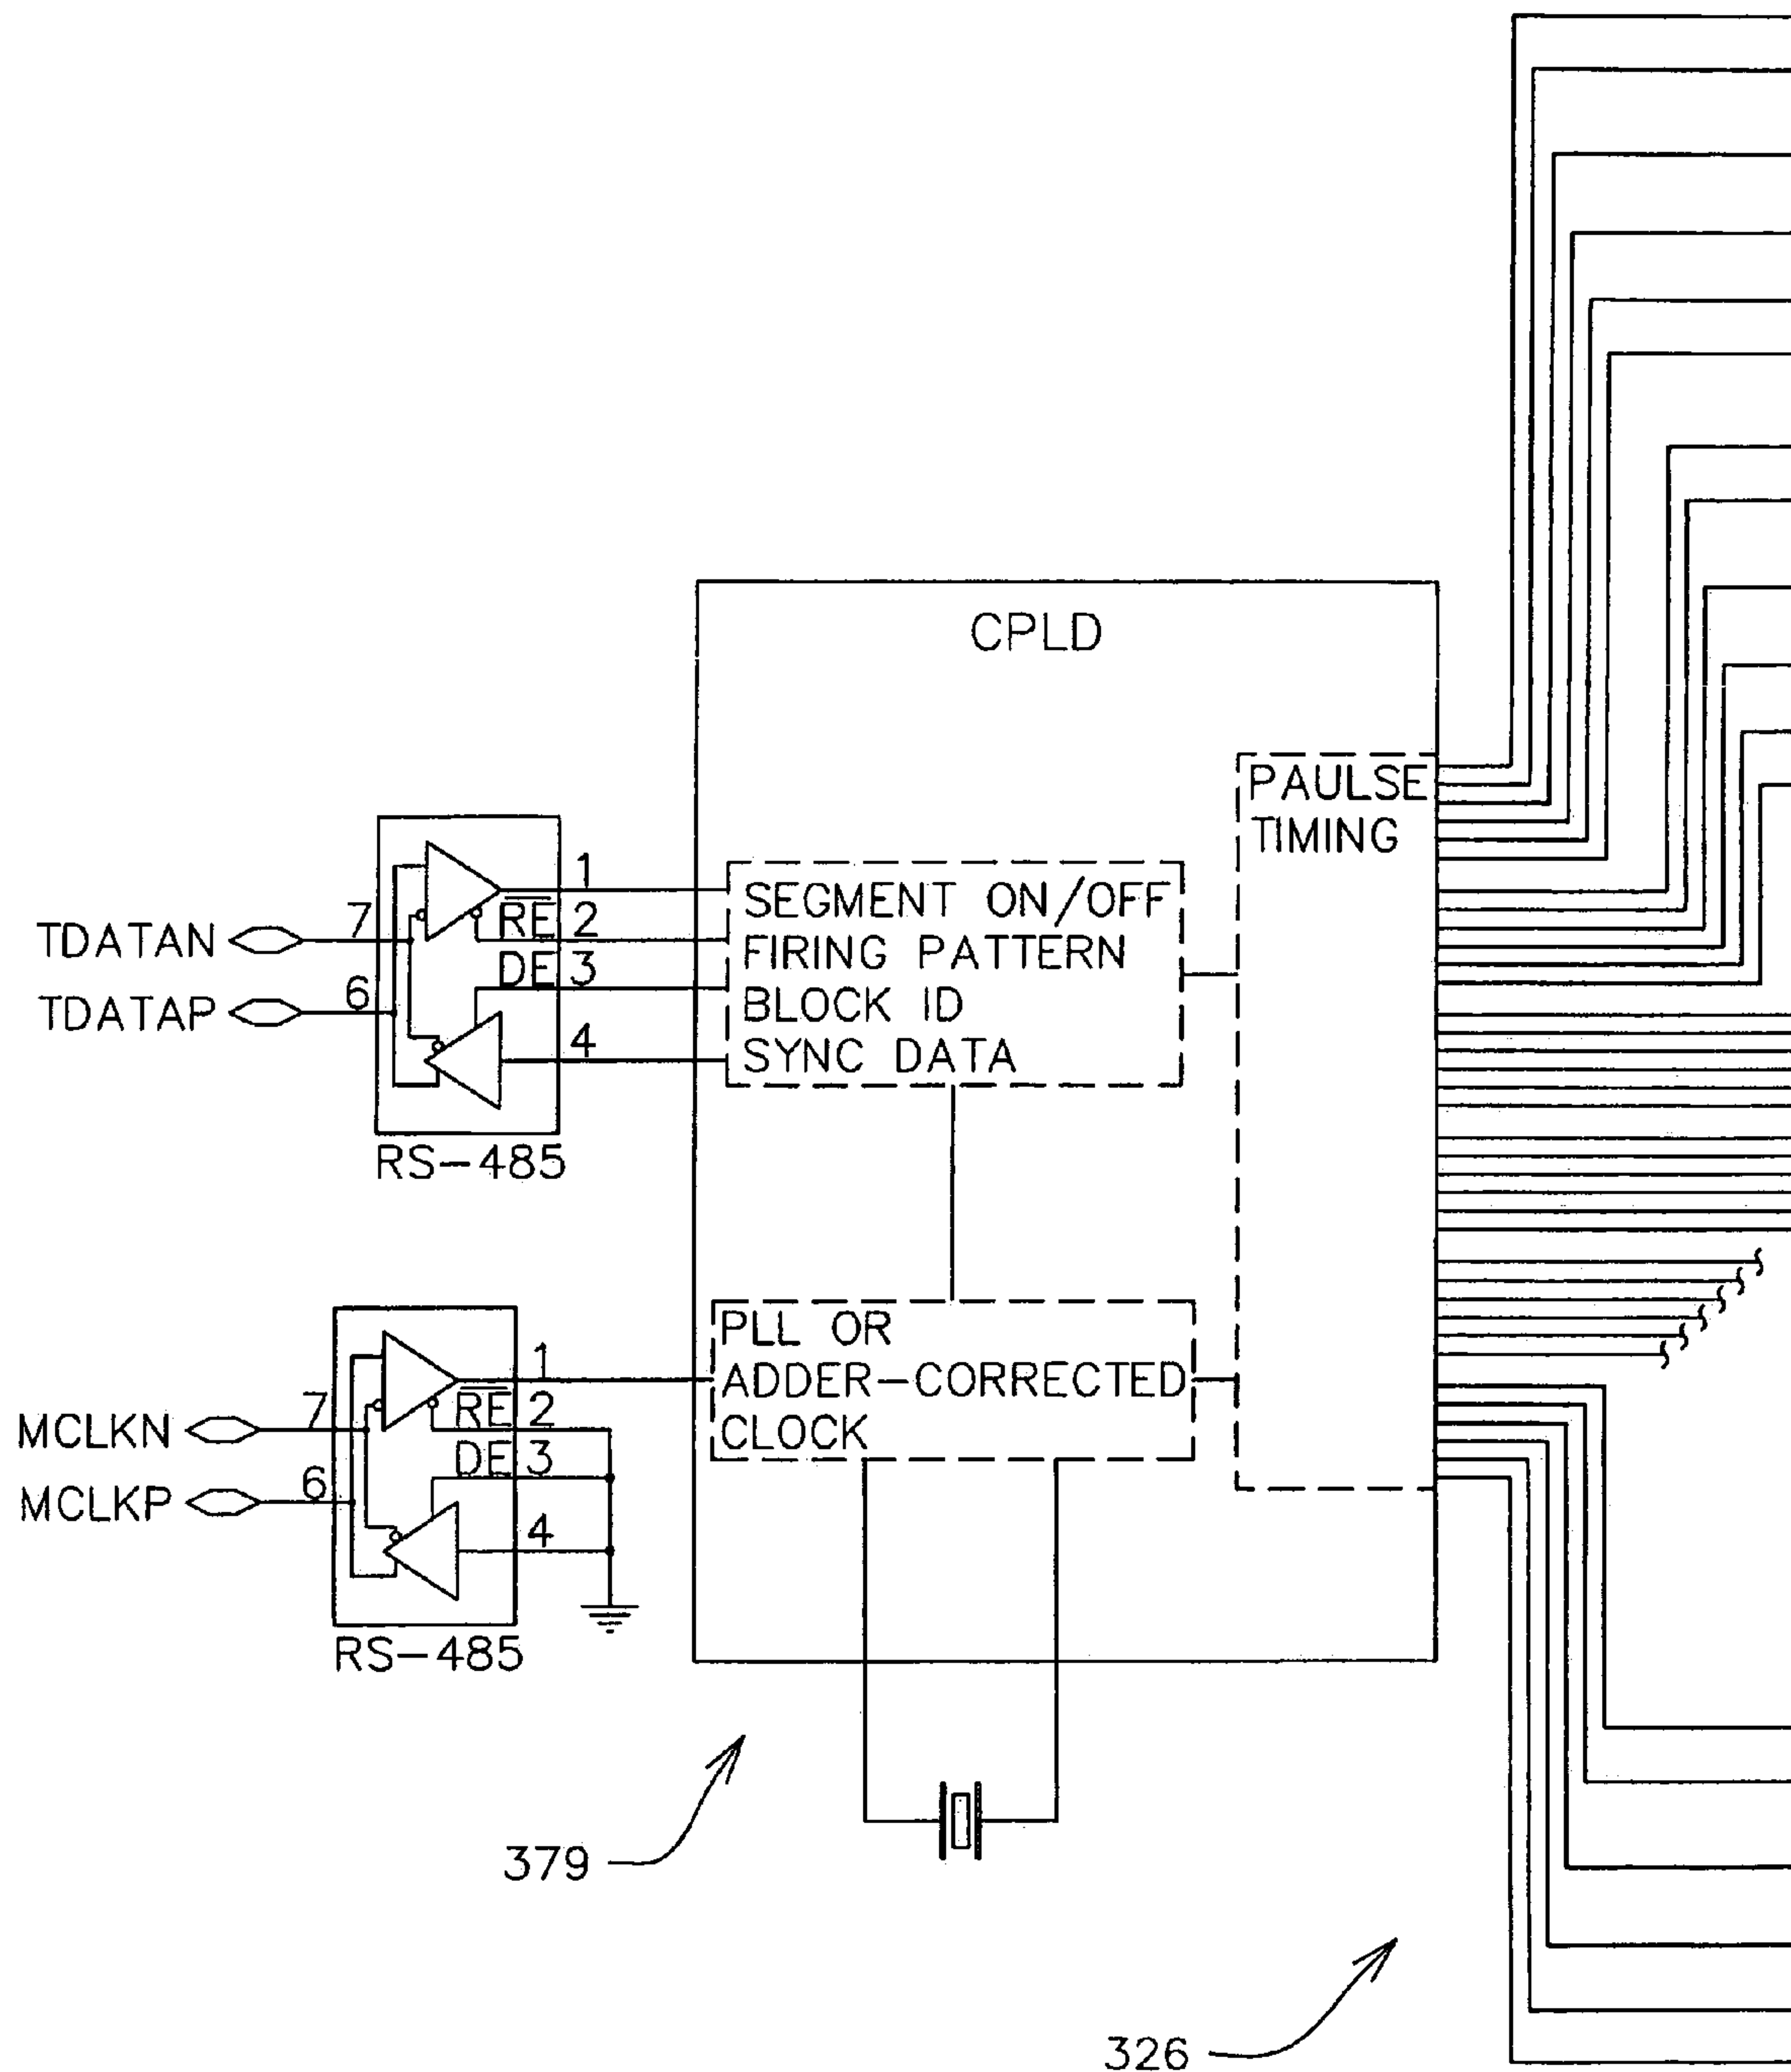 CPLD
PAULSE
TIMING
1
SEGMENT ON/OFF
7
RE
2
TDATAN
FIRING PATTERN
DE
3
6
TDATAP
BLOCK ID
4
SYNC DATA
RS-485
PLL OR
1
ADDER-CORRECTED
7
RE
2
MCLKN
CLOCK
DE
3
6
MCLKP
4
RS-485
379
326